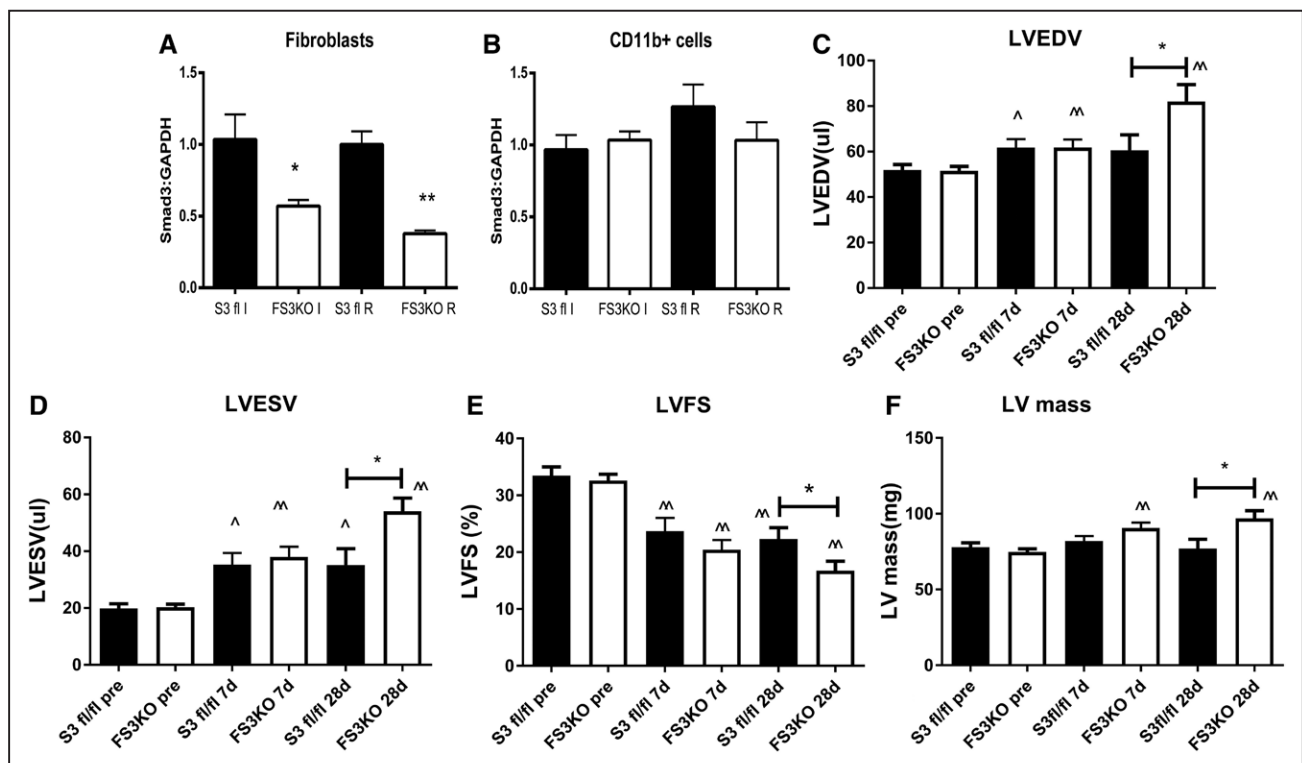 A
Fibroblasts
Smad3:GAPDH
1.5
1.0
0.5
0.0
*
**
S3 fl I
FS3KO I
S3 fl R
FS3KO R
B
CD11b+ cells
Smad3:GAPDH
1.5
1.0
0.5
0.0
S3 fl I
FS3KO I
S3 fl R
FS3KO R
C
LVEDV
LVEDV(ul)
100
80
60
40
20
0
^
^^
*
^^
S3 fl/fl pre
FS3KO pre
S3 fl/fl 7d
FS3KO 7d
S3 fl/fl 28d
FS3KO 28d
D
LVESV
LVESV(ul)
80
60
40
20
0
^
^^
^
*
^^
S3 fl/fl pre
FS3KO pre
S3 fl/fl 7d
FS3KO 7d
S3 fl/fl 28d
FS3KO 28d
E
LVFS
LVFS (%)
40
30
20
10
0
^^
^^
^^
*
^^
S3 fl/fl pre
FS3KO pre
S3 fl/fl 7d
FS3KO 7d
S3 fl/fl 28d
FS3KO 28d
F
LV mass
LV mass(mg)
150
100
50
0
^^
*
^^
S3 fl/fl pre
FS3KO pre
S3fl/fl 7d
FS3KO 7d
S3fl/fl 28d
FS3KO 28d